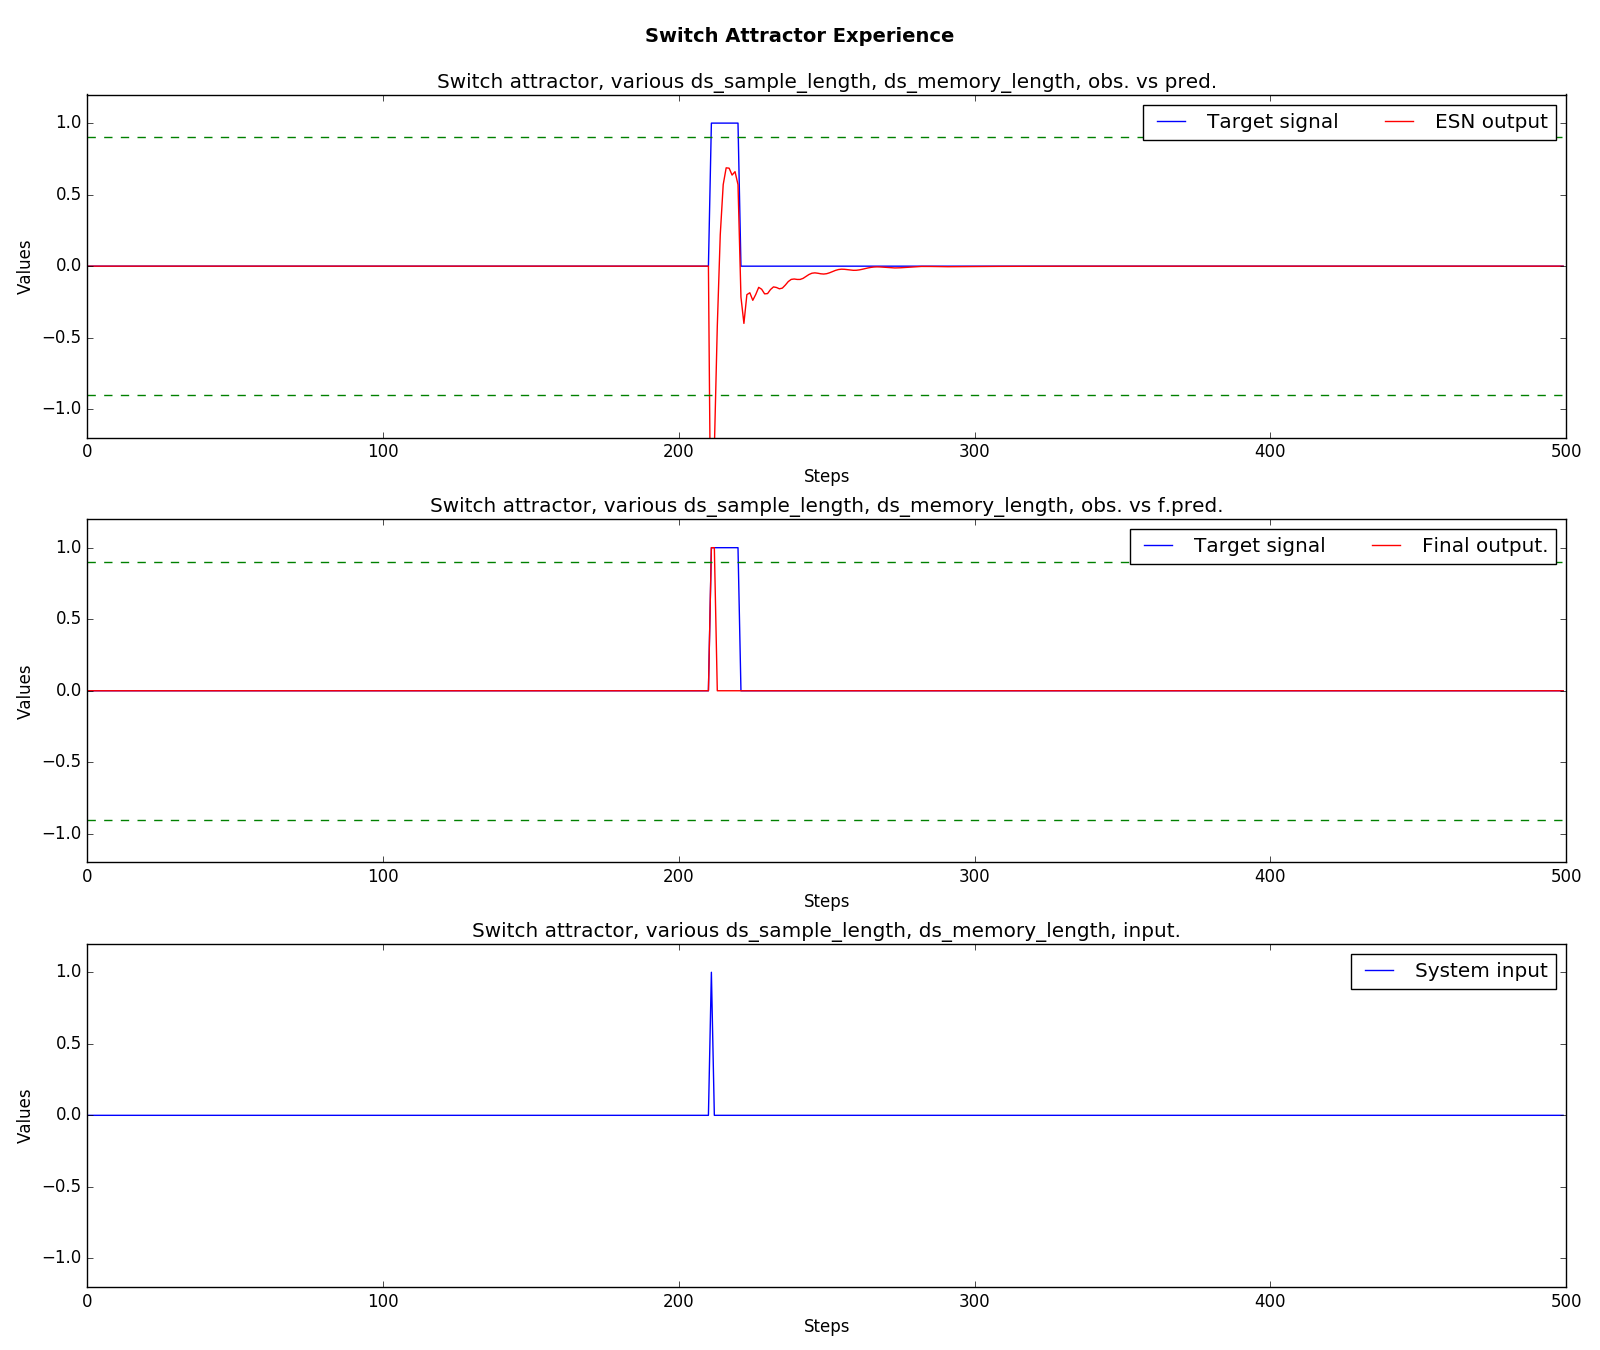 Switch Attractor Experience
Switch attractor, various ds_sample_length, ds_memory_length, obs. vs pred.
Target signal ESN output
1.0
0.5
0.0
−0.5
−1.0
Values
0 100 200 300 400 500
Steps
Switch attractor, various ds_sample_length, ds_memory_length, obs. vs f.pred.
Target signal Final output.
1.0
0.5
0.0
−0.5
−1.0
Values
0 100 200 300 400 500
Steps
Switch attractor, various ds_sample_length, ds_memory_length, input.
System input
1.0
0.5
0.0
−0.5
−1.0
Values
0 100 200 300 400 500
Steps